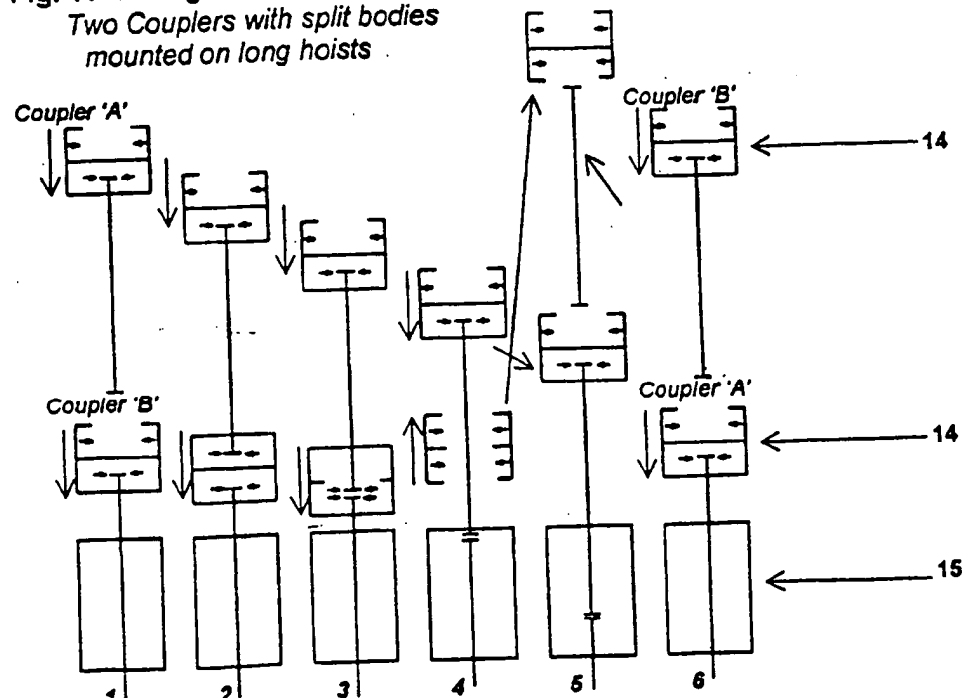 Two Couplers with split bodies
mounted on long hoists
Coupler 'A'
Coupler 'B'
14
Coupler 'B'
Coupler 'A'
14
15
1 2 3 4 5 6